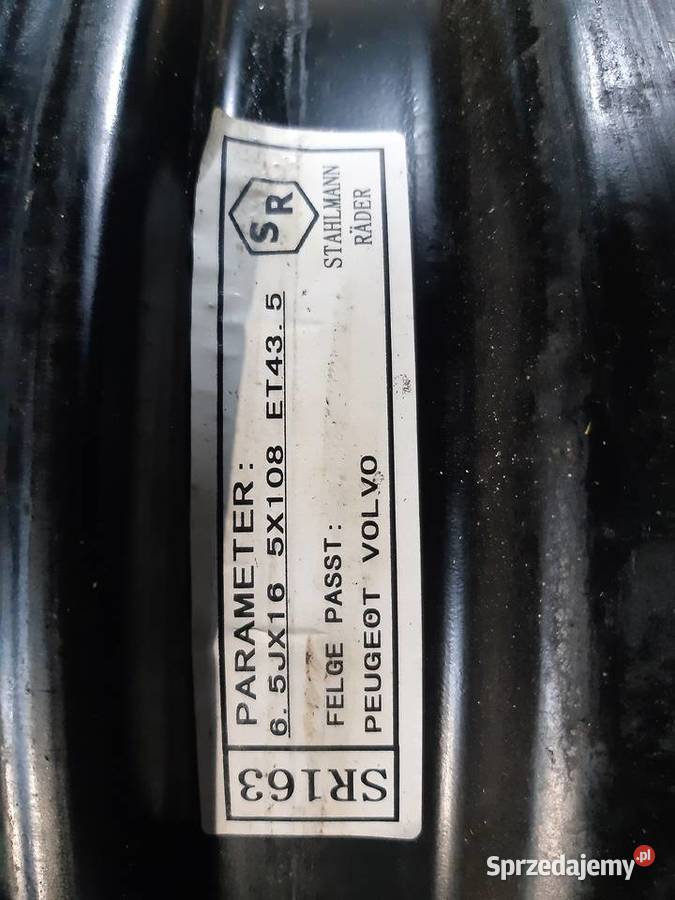 SR163
PARAMETER:
6.5JX16 5X108 ET43.5
FELGE PASST:
PEUGEOT VOLVO
SR
STAHLMANN
RÄDER
Sprzedajemy.pl